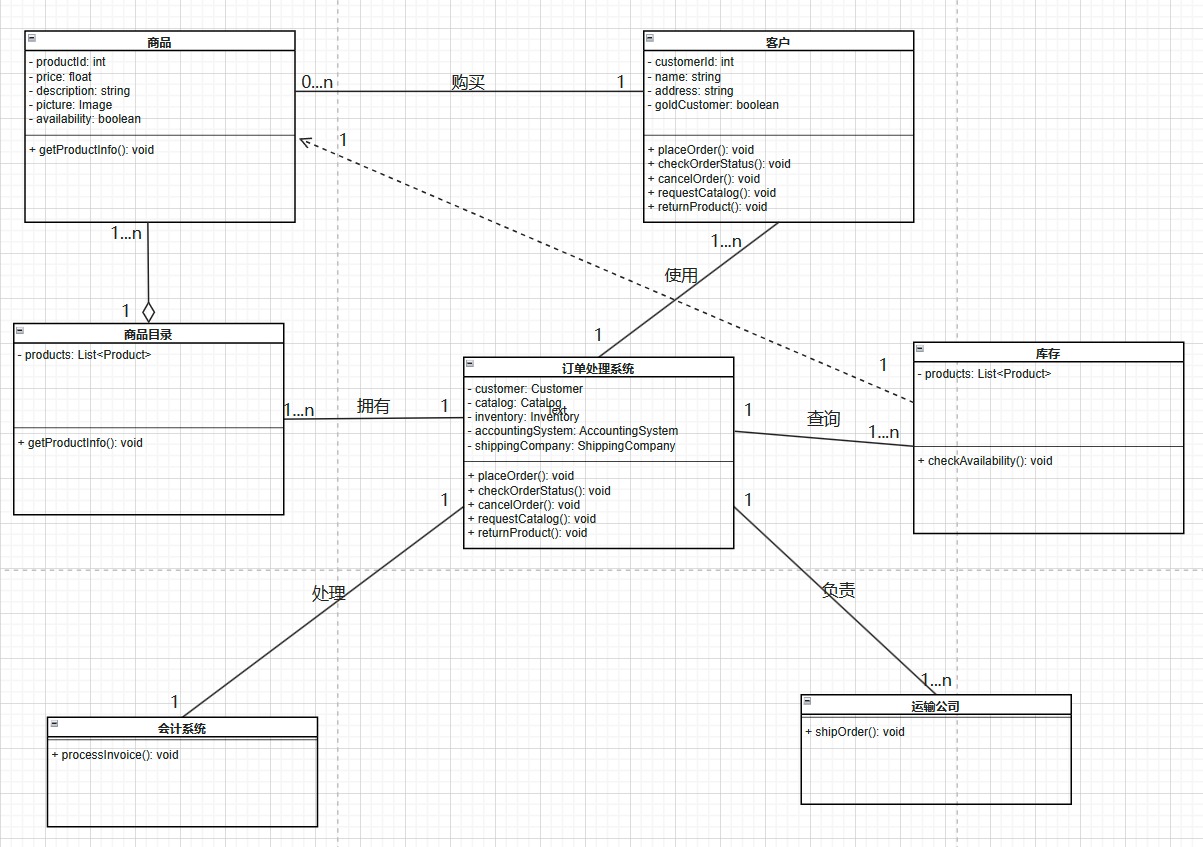 商品
- productId: int
- price: float
- description: string
- picture: Image
- availability: boolean
+ getProductInfo(): void
0...n
购买
1
客户
- customerId: int
- name: string
- address: string
- goldCustomer: boolean
+ placeOrder(): void
+ checkOrderStatus(): void
+ cancelOrder(): void
+ requestCatalog(): void
+ returnProduct(): void
1
1...n
1
1...n
使用
1
商品目录
- products: List<Product>
+ getProductInfo(): void
1...n
拥有
1
订单处理系统
- customer: Customer
- catalog: Catalog
Text
- inventory: Inventory
- accountingSystem: AccountingSystem
- shippingCompany: ShippingCompany
+ placeOrder(): void
+ checkOrderStatus(): void
+ cancelOrder(): void
+ requestCatalog(): void
+ returnProduct(): void
1
1
查询
1...n
库存
- products: List<Product>
+ checkAvailability(): void
1
处理
1
会计系统
+ processInvoice(): void
1
负责
1...n
运输公司
+ shipOrder(): void